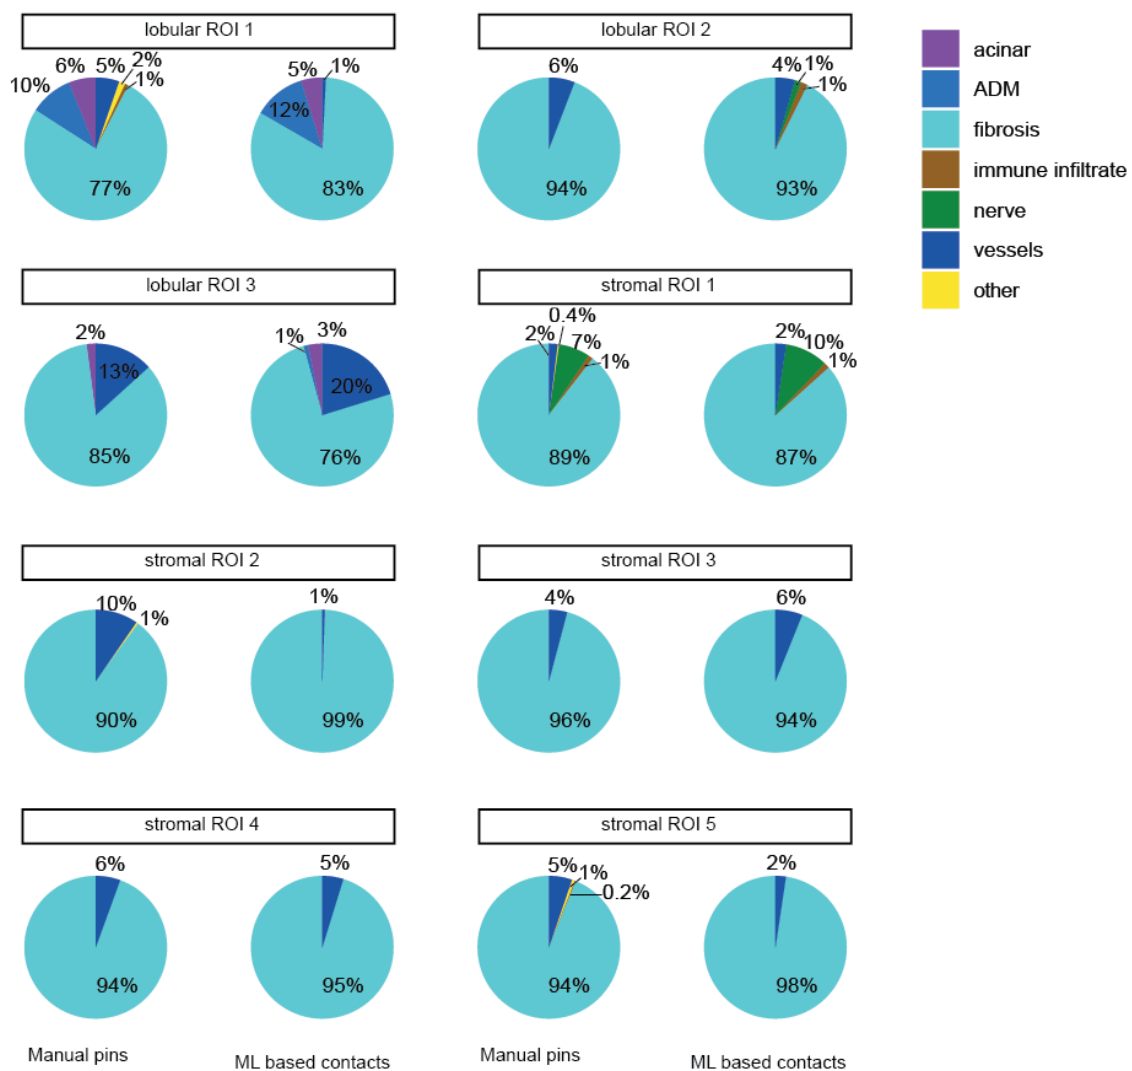 lobular ROI 1
6% 5% 2%
10% 1%
77%
5% 1%
12%
83%
lobular ROI 2
6%
94%
4% 1%
1%
93%
acinar
ADM
fibrosis
immune infiltrate
nerve
vessels
other
lobular ROI 3
2%
13%
85%
1% 3%
20%
76%
stromal ROI 1
0.4%
2% 7%
1%
89%
2% 10%
1%
87%
stromal ROI 2
10% 1%
90%
1%
99%
stromal ROI 3
4%
96%
6%
94%
stromal ROI 4
6%
94%
5%
95%
stromal ROI 5
5% 1%
0.2%
94%
2%
98%
Manual pins
ML based contacts
Manual pins
ML based contacts